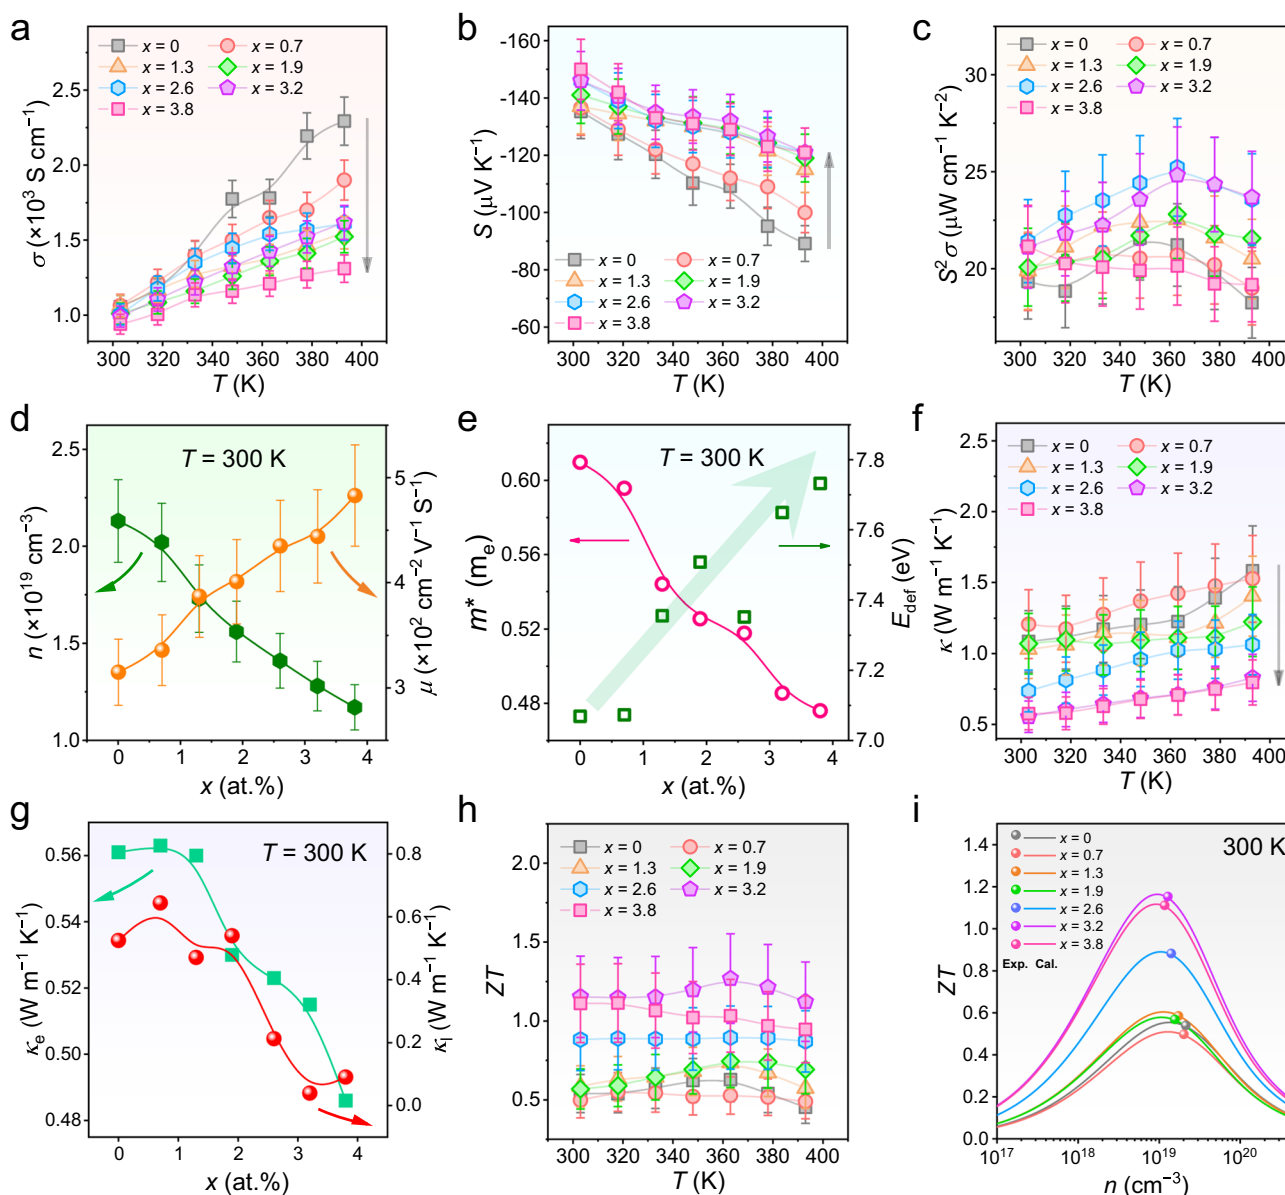 a
x = 0
x = 0.7
x = 1.3
x = 1.9
x = 2.6
x = 3.2
x = 3.8
2.5
2.0
1.5
1.0
σ (×10³ S cm⁻¹)
300 320 340 360 380 400
T (K)
b
-160
-140
-120
-100
-80
-60
S (μV K⁻¹)
x = 0
x = 0.7
x = 1.3
x = 1.9
x = 2.6
x = 3.2
x = 3.8
300 320 340 360 380 400
T (K)
c
x = 0
x = 0.7
x = 1.3
x = 1.9
x = 2.6
x = 3.2
x = 3.8
30
25
20
S²σ (μW cm⁻¹ K⁻²)
300 320 340 360 380 400
T (K)
d
T = 300 K
2.5
2.0
1.5
1.0
n (×10¹⁹ cm⁻³)
5
4
3
μ (×10² cm⁻² V⁻¹ S⁻¹)
0 1 2 3 4
x (at.%)
e
T = 300 K
0.60
0.56
0.52
0.48
m* (mₑ)
7.8
7.6
7.4
7.2
7.0
E_def (eV)
0 1 2 3 4
x (at.%)
f
x = 0
x = 0.7
x = 1.3
x = 1.9
x = 2.6
x = 3.2
x = 3.8
2.5
2.0
1.5
1.0
0.5
κ (W m⁻¹ K⁻¹)
300 320 340 360 380 400
T (K)
g
T = 300 K
0.56
0.54
0.52
0.50
0.48
κₑ (W m⁻¹ K⁻¹)
0.8
0.6
0.4
0.2
0.0
κₗ (W m⁻¹ K⁻¹)
0 1 2 3 4
x (at.%)
h
x = 0
x = 0.7
x = 1.3
x = 1.9
x = 2.6
x = 3.2
x = 3.8
2.0
1.5
1.0
0.5
ZT
300 320 340 360 380 400
T (K)
i
300 K
x = 0
x = 0.7
x = 1.3
x = 1.9
x = 2.6
x = 3.2
x = 3.8
Exp. Cal.
1.4
1.2
1.0
0.8
0.6
0.4
0.2
0.0
ZT
10¹⁷ 10¹⁸ 10¹⁹ 10²⁰
n (cm⁻³)